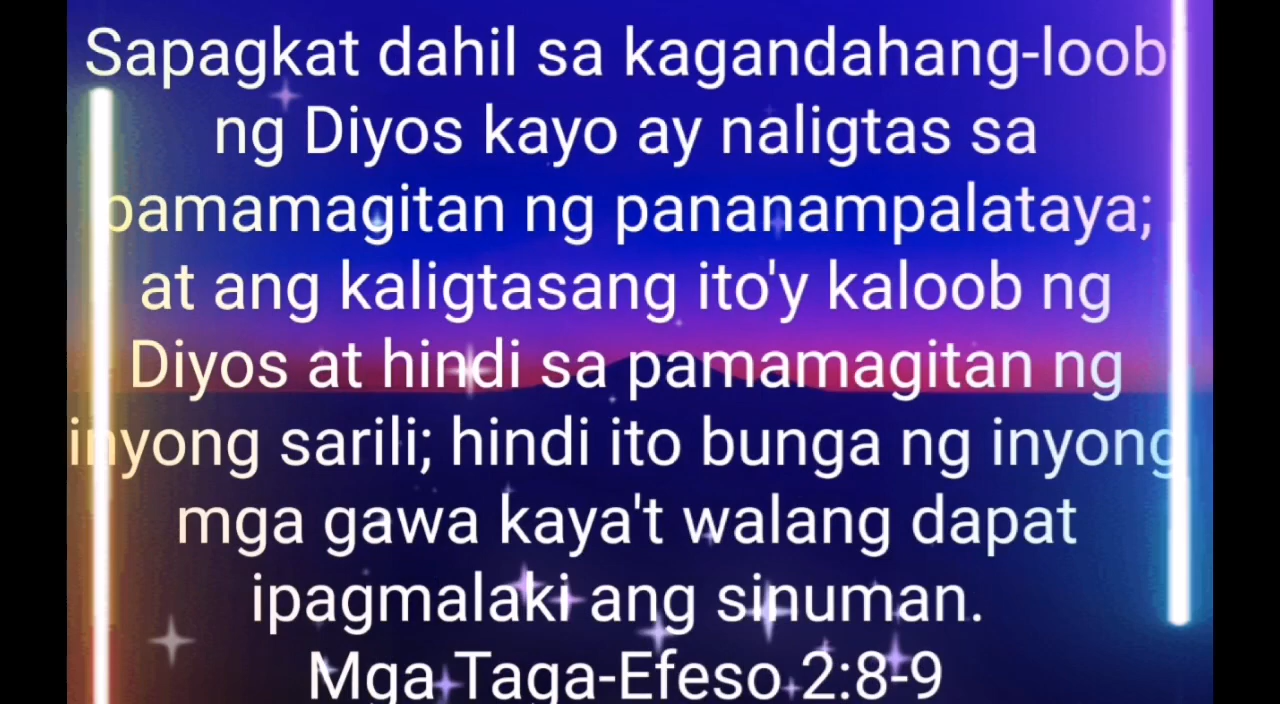 Sapagkat dahil sa kagandahang-loob
ng Diyos kayo ay naligtas sa
pamamagitan ng pananampalataya;
at ang kaligtasang ito'y kaloob ng
Diyos at hindi sa pamamagitan ng
inyong sarili; hindi ito bunga ng inyong
mga gawa kaya't walang dapat
ipagmalaki ang sinuman.
Mga Taga-Efeso 2:8-9